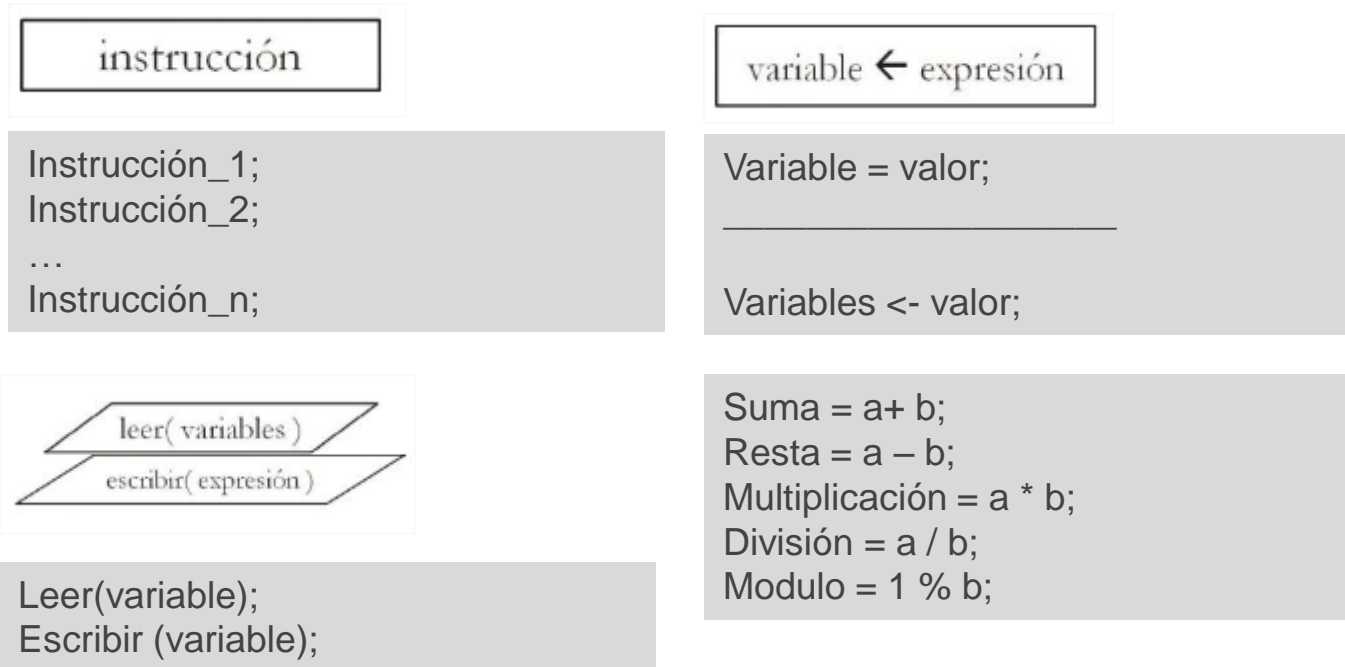 instrucción
Instrucción_1;
Instrucción_2;
…
Instrucción_n;
leer( variables )
escribir( expresión )
Leer(variable);
Escribir (variable);
variable ← expresión
Variable = valor;
___________________
Variables <- valor;
Suma = a+ b;
Resta = a – b;
Multiplicación = a * b;
División = a / b;
Modulo = 1 % b;